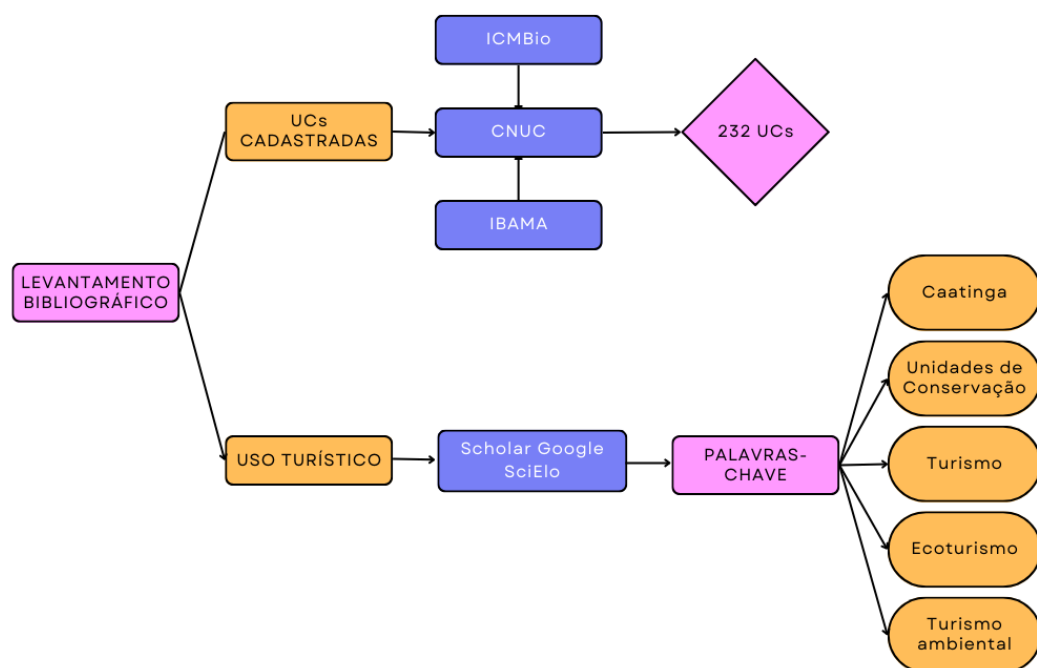 ICMBio
UCs
CADASTRADAS
CNUC
232 UCs
IBAMA
LEVANTAMENTO
BIBLIOGRÁFICO
Caatinga
Unidades de
Conservação
USO TURÍSTICO
Scholar Google
SciElo
PALAVRAS-
CHAVE
Turismo
Ecoturismo
Turismo
ambiental